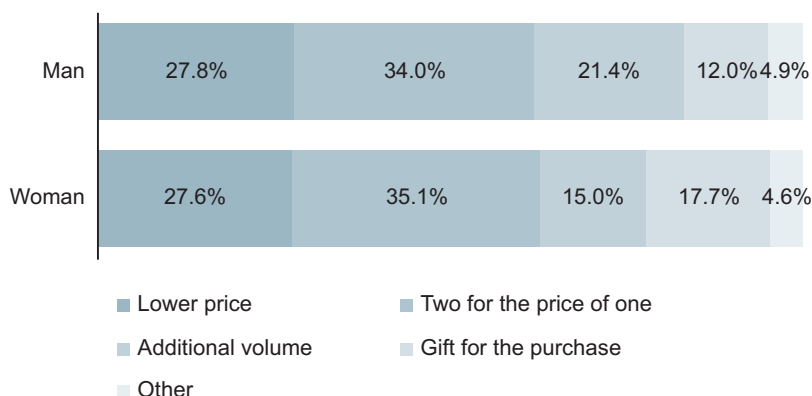 Man 27.8% 34.0% 21.4% 12.0% 4.9%
Woman 27.6% 35.1% 15.0% 17.7% 4.6%
Lower price Two for the price of one
Additional volume Gift for the purchase
Other